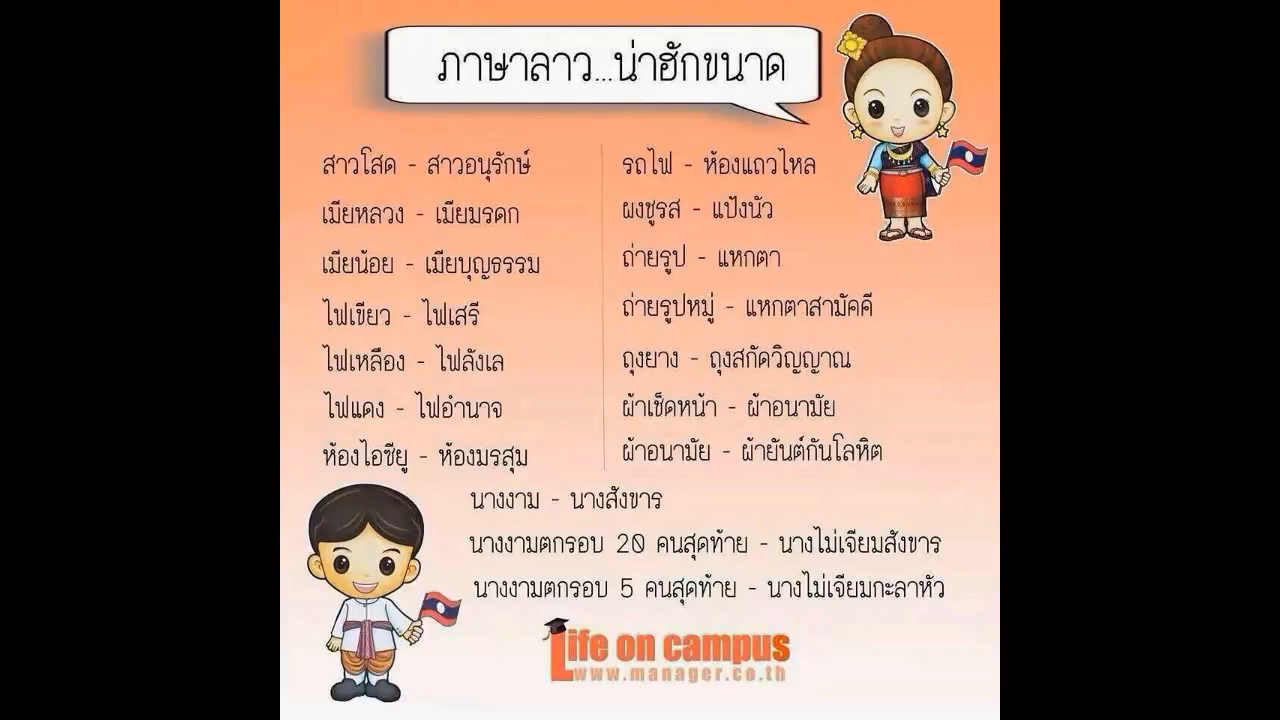 ภาษาลาว...น่าฮักขนาด
สาวโสด - สาวอนุรักษ์
เมียหลวง - เมียมรดก
เมียน้อย - เมียบุญธรรม
ไฟเขียว - ไฟเสรี
ไฟเหลือง - ไฟลังเล
ไฟแดง - ไฟอำนาจ
ห้องไอซียู - ห้องมรสุม
รถไฟ - ห้องแถวไหล
ผงชูรส - แป้งนัว
ถ่ายรูป - แหกตา
ถ่ายรูปหมู่ - แหกตาสามัคคี
ถุงยาง - ถุงสกัดวิญญาณ
ผ้าเช็ดหน้า - ผ้าอนามัย
ผ้าอนามัย - ผ้ายันต์กันโลหิต
นางงาม - นางสังขาร
นางงามตกรอบ 20 คนสุดท้าย - นางไม่เจียมสังขาร
นางงามตกรอบ 5 คนสุดท้าย - นางไม่เจียมกะลาหัว
Life on campus
www.manager.co.th